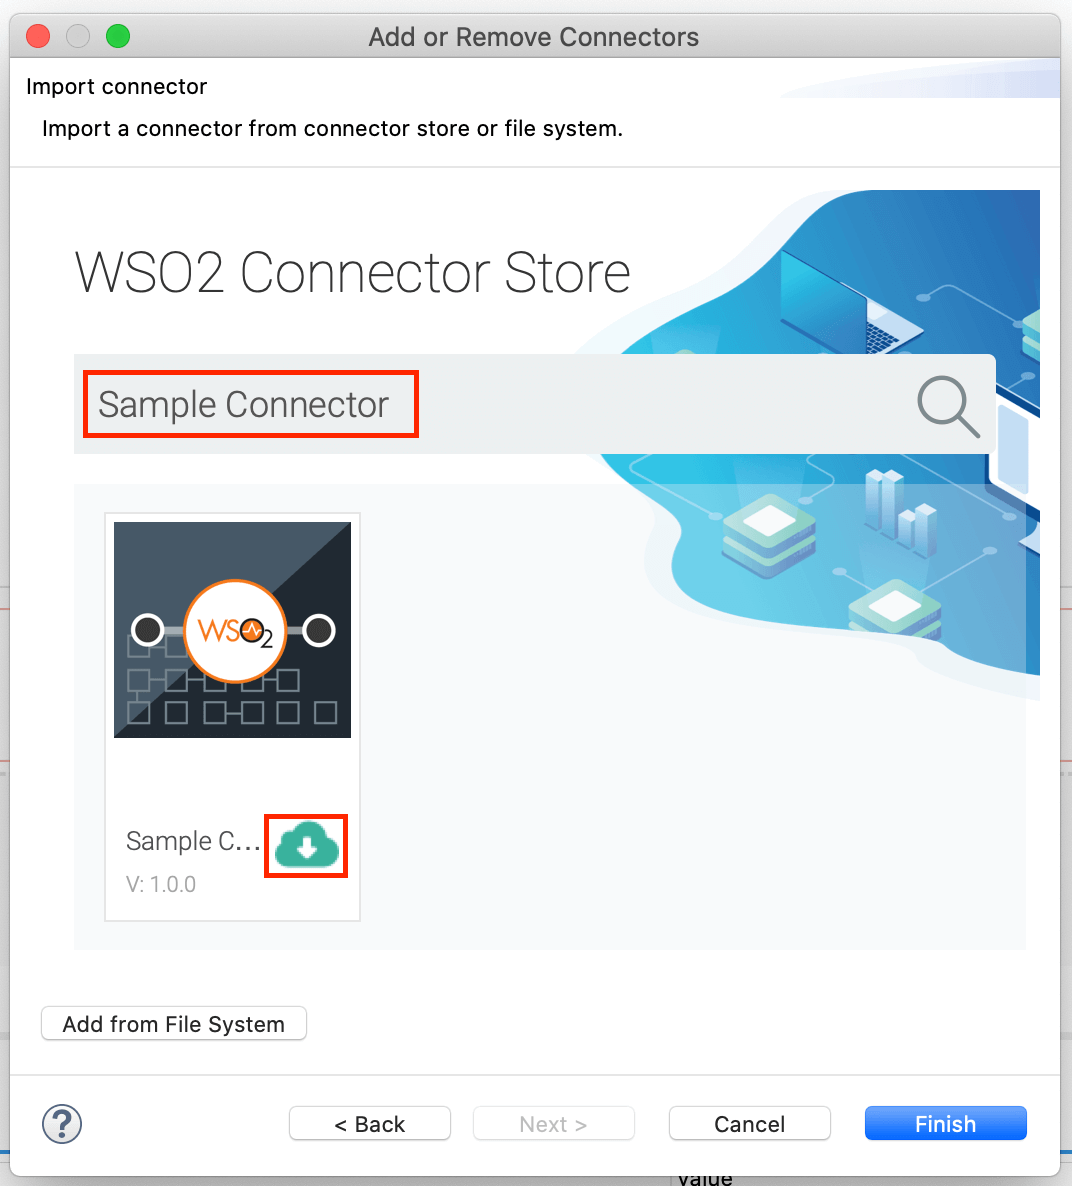 Add or Remove Connectors
Import connector
Import a connector from connector store or file system.
WSO2 Connector Store
Sample Connector
WSO2
Sample C...
V: 1.0.0
Add from File System
?
< Back
Next >
Cancel
Finish
Value